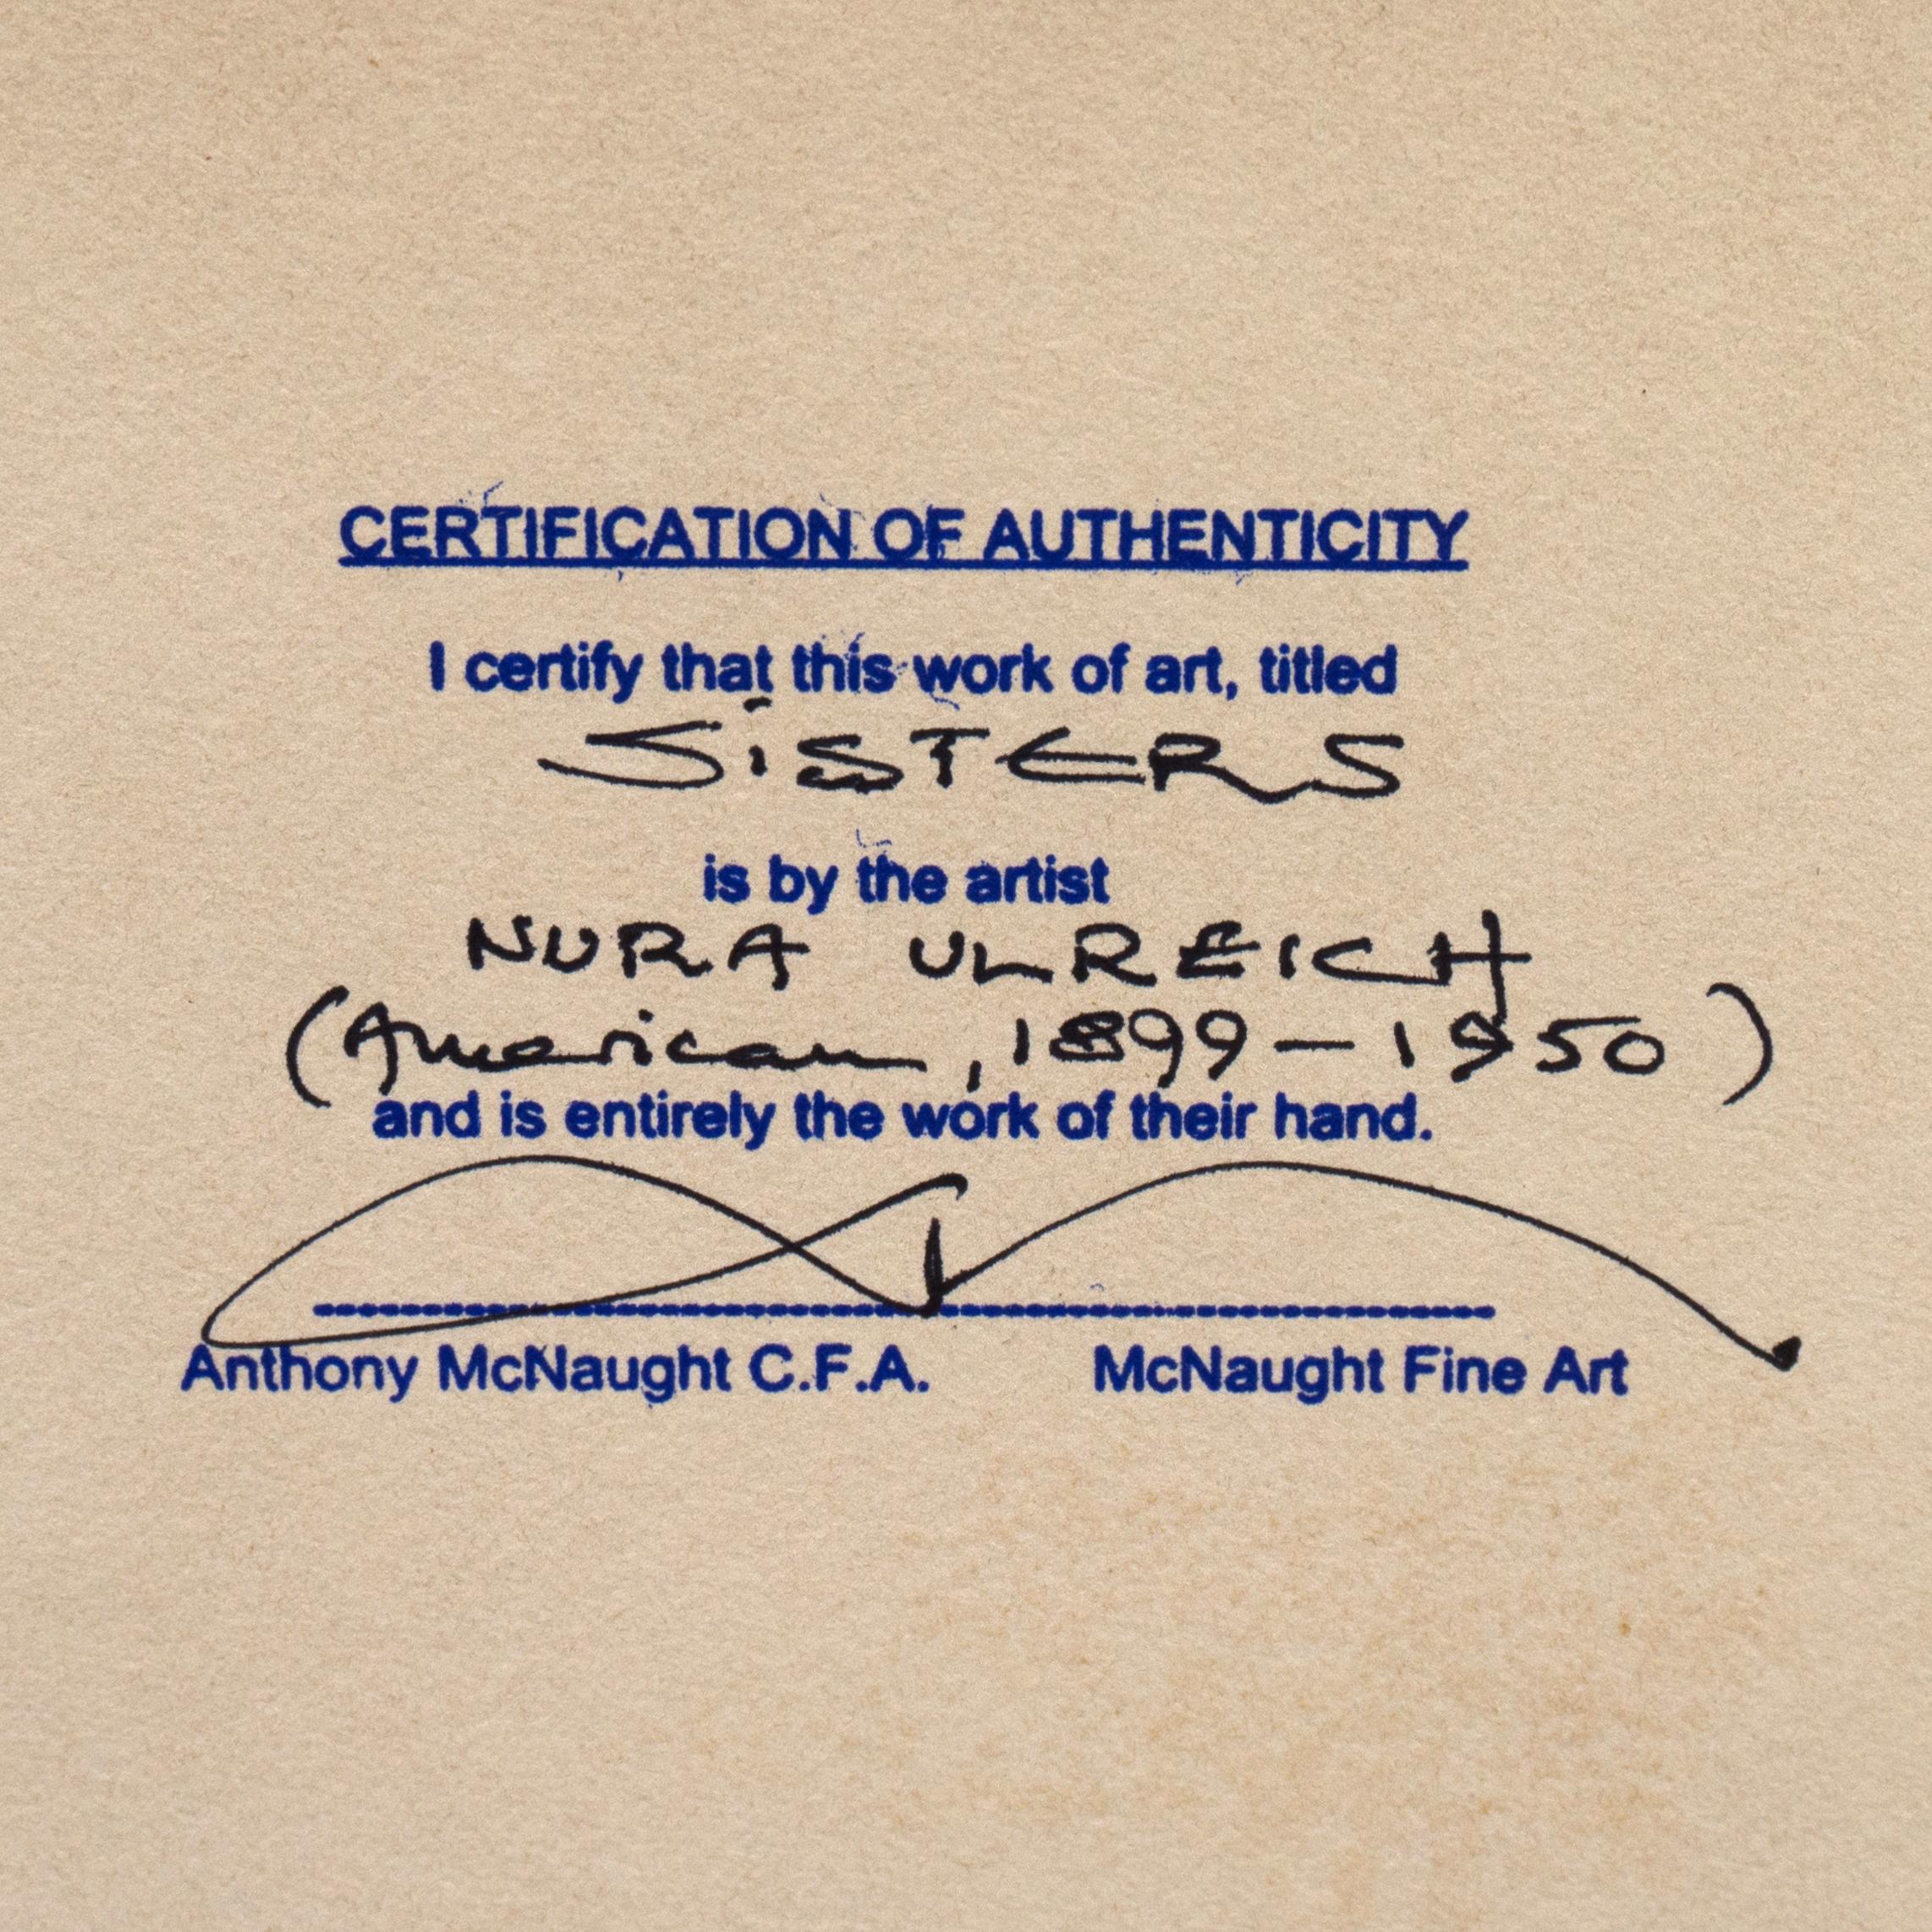 CERTIFICATION OF AUTHENTICITY
I certify that this work of art, titled
SiSTERS
is by the artist
NURA ULREICH
(American, 1899-1950)
and is entirely the work of their hand.
Anthony McNaught C.F.A. McNaught Fine Art